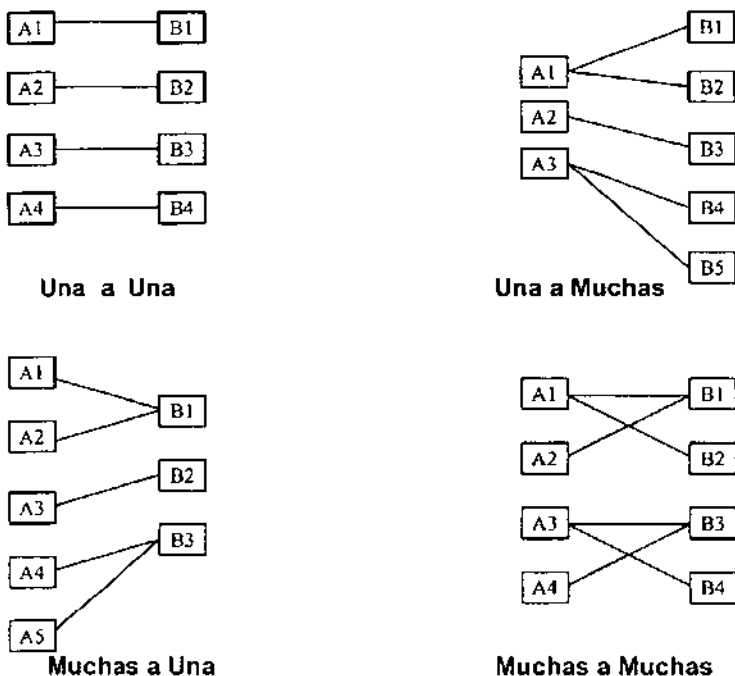 A1 B1
A2 B2
A3 B3
A4 B4
Una a Una
B1
A1
B2
A2
B3
A3
B4
B5
Una a Muchas
A1
B1
A2
B2
A3
B3
A4
A5
Muchas a Una
A1 B1
A2 B2
A3 B3
A4 B4
Muchas a Muchas